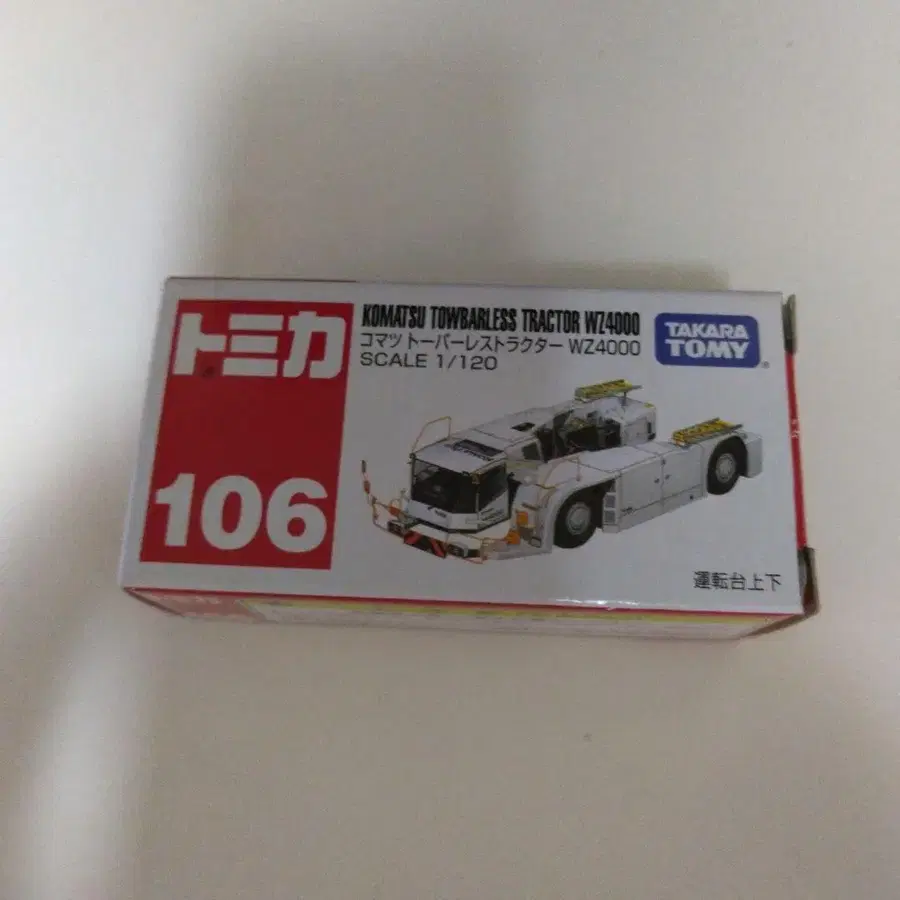 トミカ
106
KOMATSU TOWBARLESS TRACTOR WZ4000
コマツ トーバーレストラクター WZ4000
SCALE 1/120
TAKARA
TOMY
運転台上下